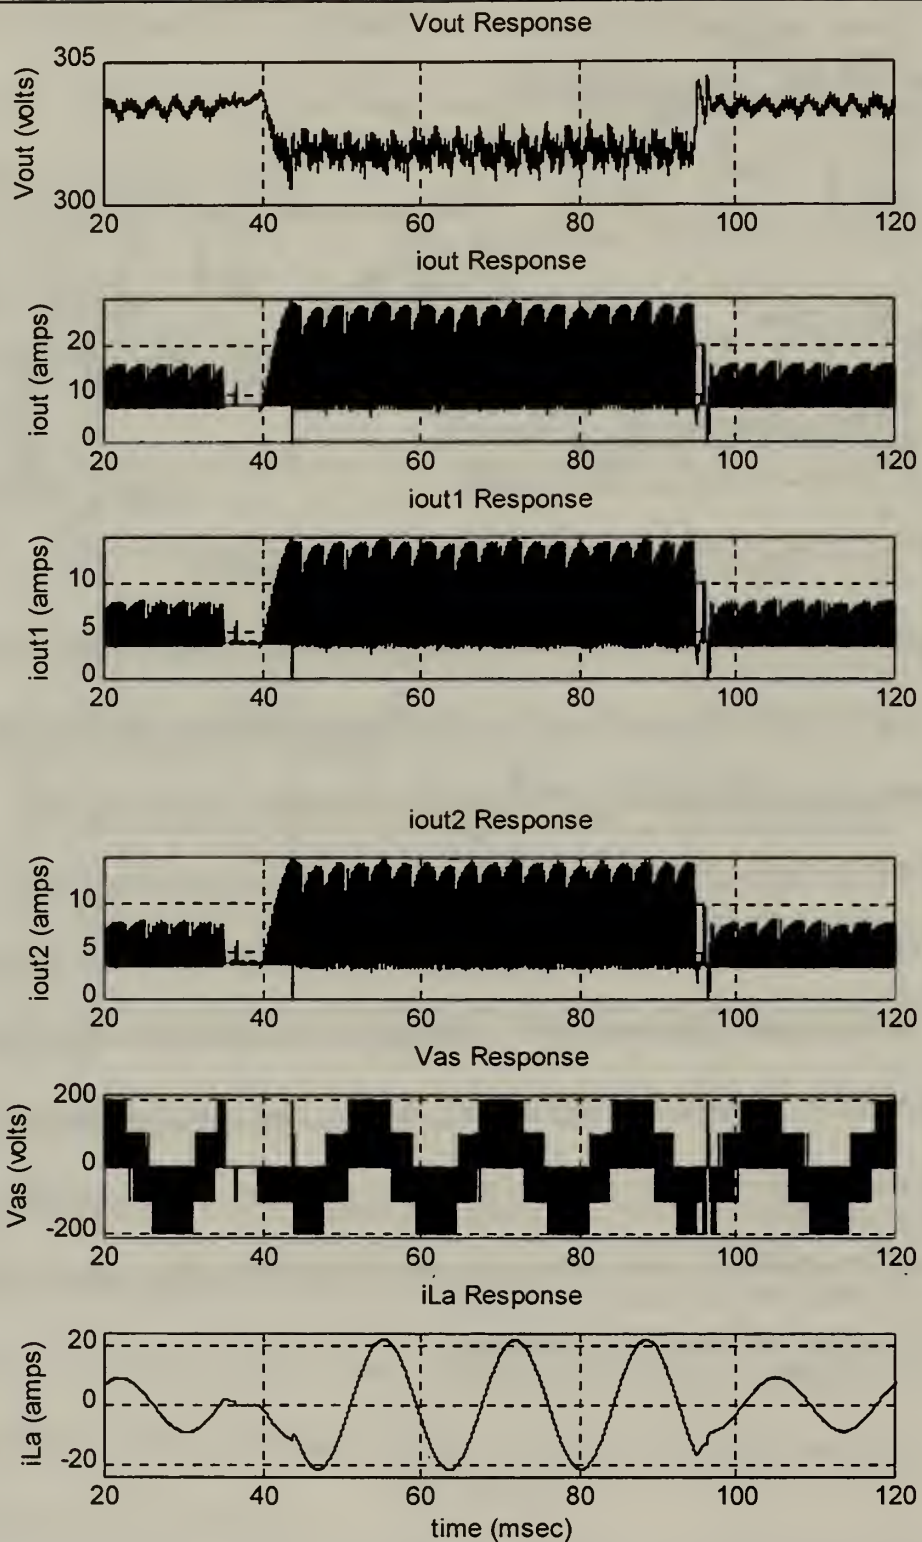 Vout Response
305
300
Vout (volts)
20 40 60 80 100 120
iout Response
20
10
0
iout (amps)
20 40 60 80 100 120
iout1 Response
10
5
0
iout1 (amps)
20 40 60 80 100 120
iout2 Response
10
5
0
iout2 (amps)
20 40 60 80 100 120
Vas Response
200
0
-200
Vas (volts)
20 40 60 80 100 120
iLa Response
20
0
-20
iLa (amps)
20 40 60 80 100 120
time (msec)